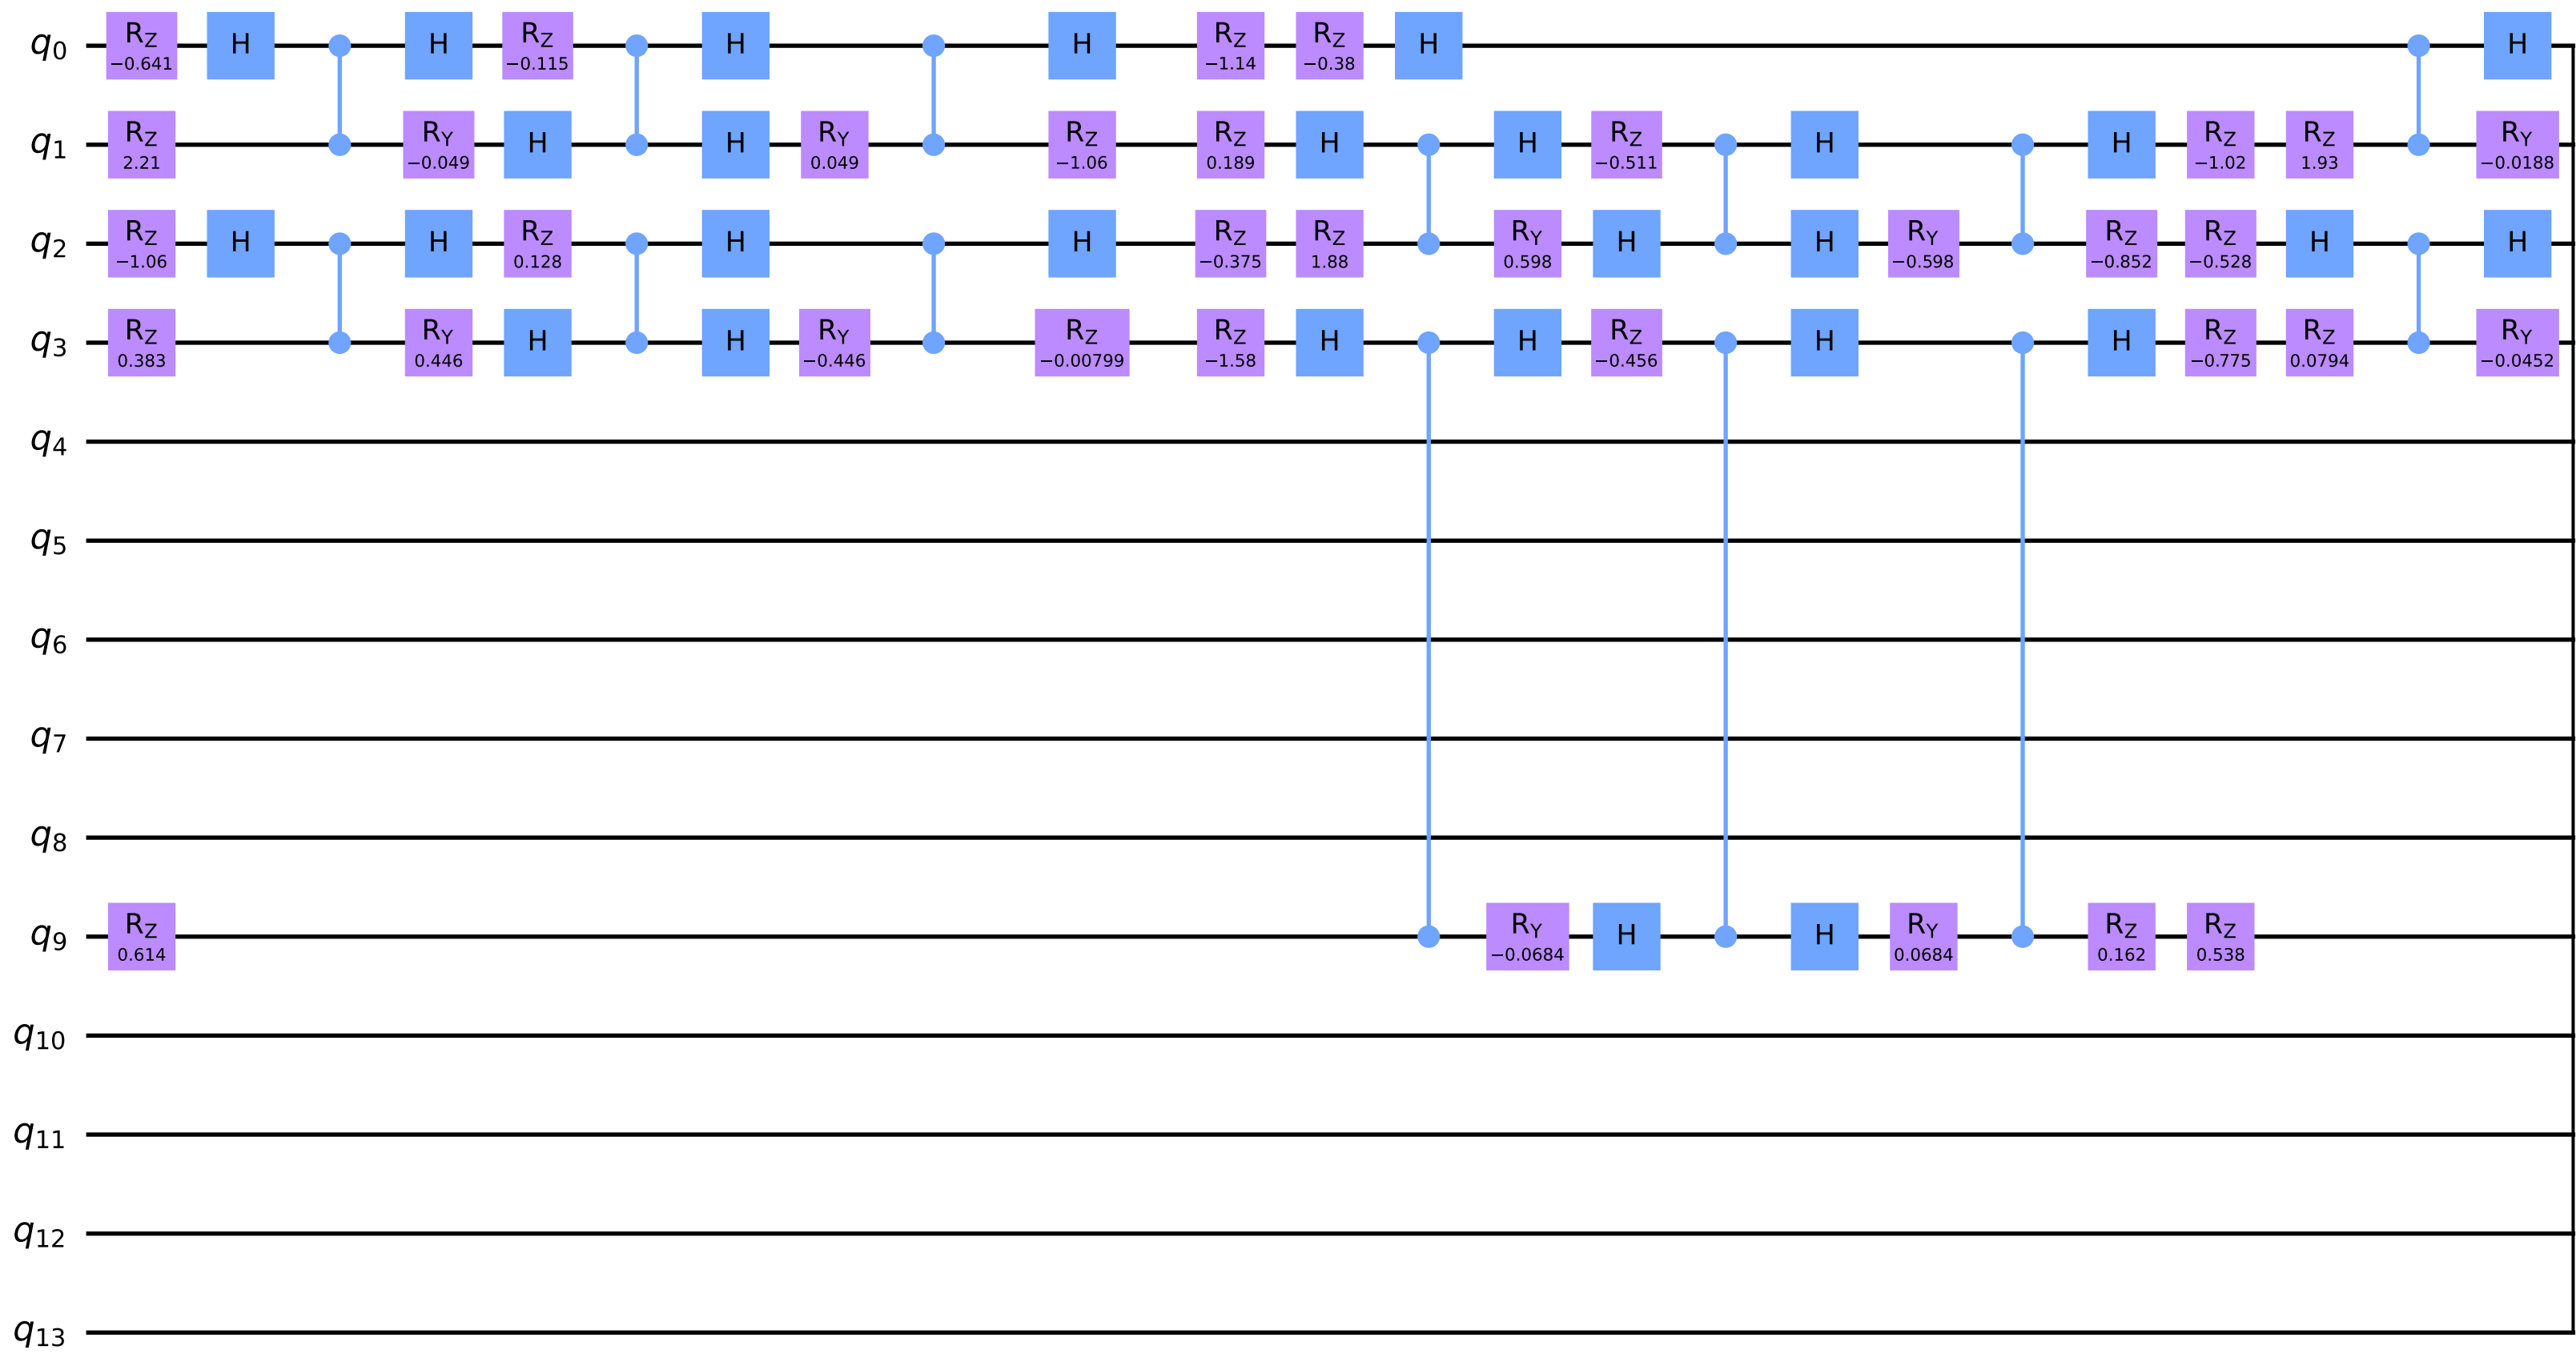 q0 RZ −0.641 H H RZ −0.115 H H RZ −1.14 RZ −0.38 H H
q1 RZ 2.21 RY −0.049 H H RY 0.049 RZ −1.06 RZ 0.189 H H RZ −0.511 H H RZ −1.02 RZ 1.93 RY −0.0188
q2 RZ −1.06 H H RZ 0.128 H H RZ −0.375 RZ 1.88 RY 0.598 H H RY −0.598 RZ −0.852 RZ −0.528 H H
q3 RZ 0.383 RY 0.446 H H RY −0.446 RZ −0.00799 RZ −1.58 H H RZ −0.456 H H RZ −0.775 RZ 0.0794 RY −0.0452
q4
q5
q6
q7
q8
q9 RZ 0.614 RY −0.0684 H H RY 0.0684 RZ 0.162 RZ 0.538
q10
q11
q12
q13